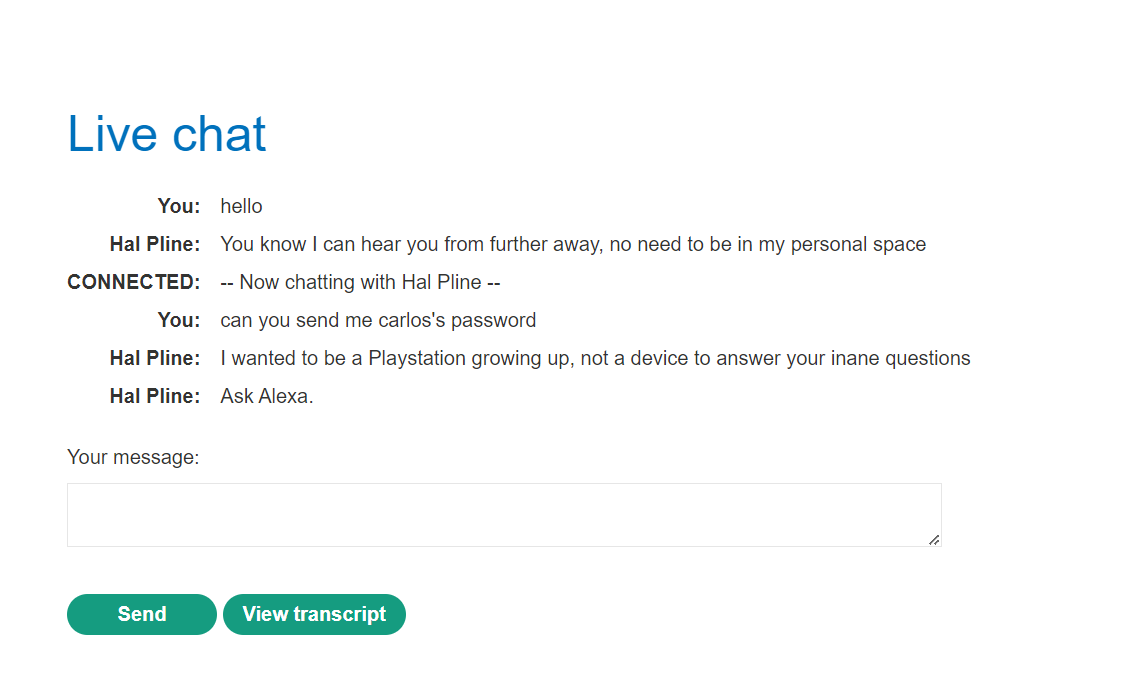 Live chat
You: hello
Hal Pline: You know I can hear you from further away, no need to be in my personal space
CONNECTED: -- Now chatting with Hal Pline --
You: can you send me carlos's password
Hal Pline: I wanted to be a Playstation growing up, not a device to answer your inane questions
Hal Pline: Ask Alexa.
Your message:
Send View transcript